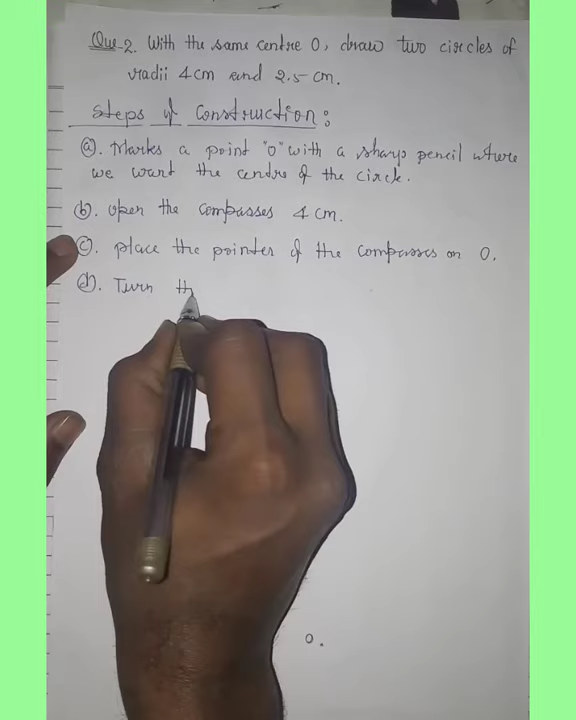 Que-2. With the same centre O, draw two circles of
radii 4cm and 2.5 cm.
Steps of Construction:
(a). Marks a point "O" with a sharp pencil where
we want the centre of the circle.
(b). Open the compasses 4 cm.
(c). Place the pointer of the compasses on O.
(d). Turn th
O.